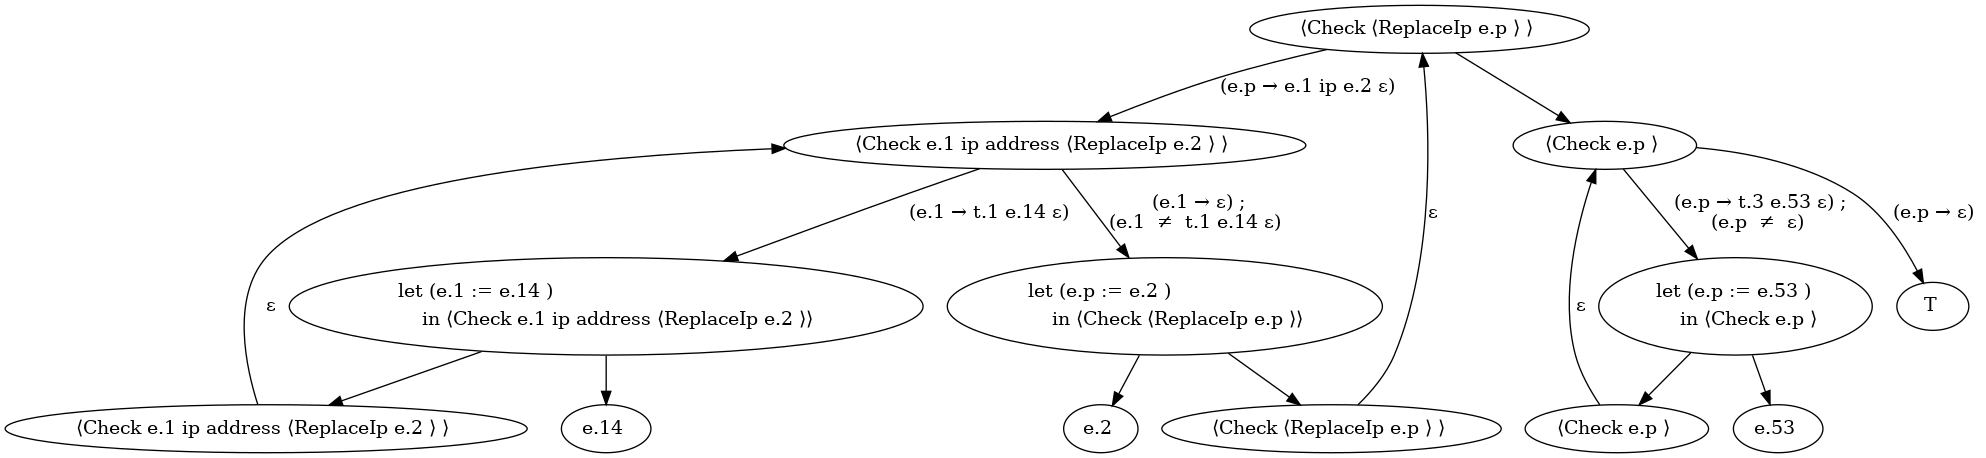 ⟨Check ⟨ReplaceIp e.p ⟩ ⟩
(e.p → e.1 ip e.2 ε)
⟨Check e.1 ip address ⟨ReplaceIp e.2 ⟩ ⟩
⟨Check e.p ⟩
(e.1 → t.1 e.14 ε)
(e.1 → ε) ;
(e.1 ≠ t.1 e.14 ε)
ε
(e.p → t.3 e.53 ε) ;
(e.p ≠ ε)
(e.p → ε)
ε
let (e.1 := e.14 )
in ⟨Check e.1 ip address ⟨ReplaceIp e.2 ⟩⟩
let (e.p := e.2 )
in ⟨Check ⟨ReplaceIp e.p ⟩⟩
ε
let (e.p := e.53 )
in ⟨Check e.p ⟩
T
⟨Check e.1 ip address ⟨ReplaceIp e.2 ⟩ ⟩
e.14
e.2
⟨Check ⟨ReplaceIp e.p ⟩ ⟩
⟨Check e.p ⟩
e.53